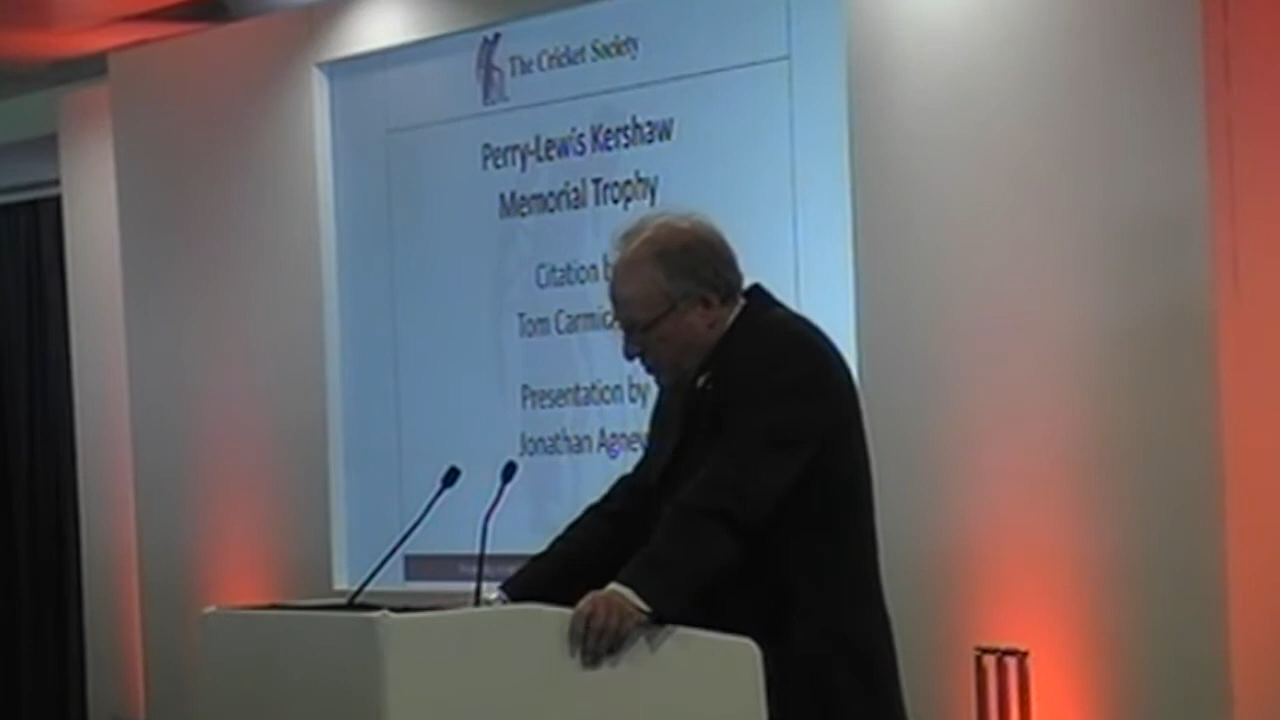 The Cricket Society
Perry-Lewis Kershaw
Memorial Trophy
Citation
Tom
Presentation by
Jonathan